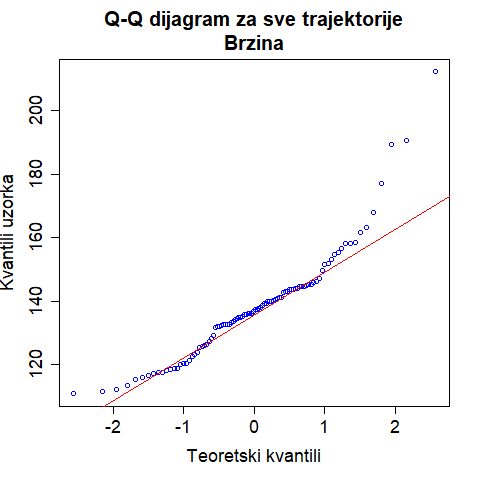 Q-Q dijagram za sve trajektorije
Brzina
Kvantili uzorka
200
180
160
140
120
-2
-1
0
1
2
Teoretski kvantili